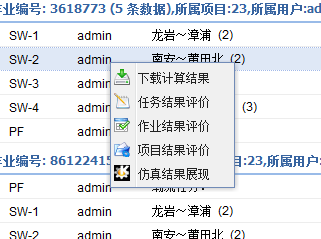 业编号: 3618773 (5 条数据),所属项目:23,所属用户:ad
SW-1 admin 龙岩～漳浦 (2)
SW-2 admin 南安～莆田北 (2)
SW-3 admin
SW-4 admin (3)
PF admin
下载计算结果
任务结果评价
作业结果评价
项目结果评价
仿真结果展现
业编号: 86122415 项目:23,所属用户
PF admin 潮流任务1
SW-1 admin 龙岩～漳浦 (2)
SW-2 admin 南安～莆田北 (2)